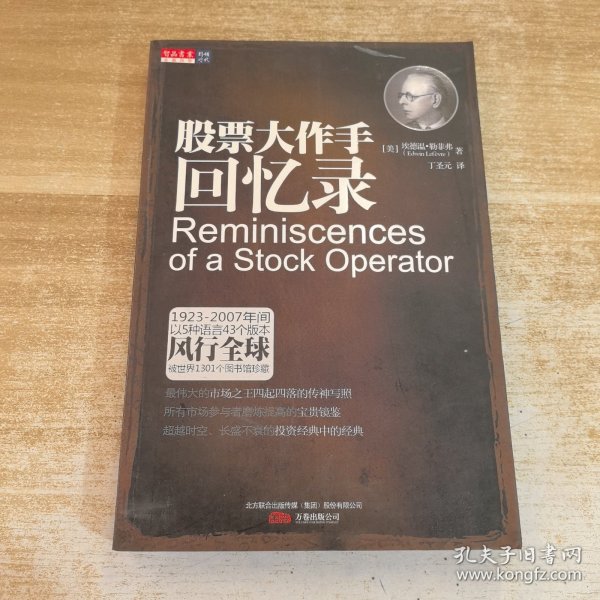 智品书业
[美] 埃德温·勒菲弗 著
(Edwin Lefèvre)
丁圣元 译
股票大作手
回忆录
Reminiscences
of a Stock Operator
1923-2007年间
以5种语言43个版本
风行全球
被世界1301个图书馆珍藏
最伟大的市场之王四起四落的传神写照
所有市场参与者磨炼提高的宝贵镜鉴
超越时空、长盛不衰的投资经典中的经典
北方联合出版传媒(集团)股份有限公司
万卷出版公司
孔夫子旧书网
www.kongfz.com